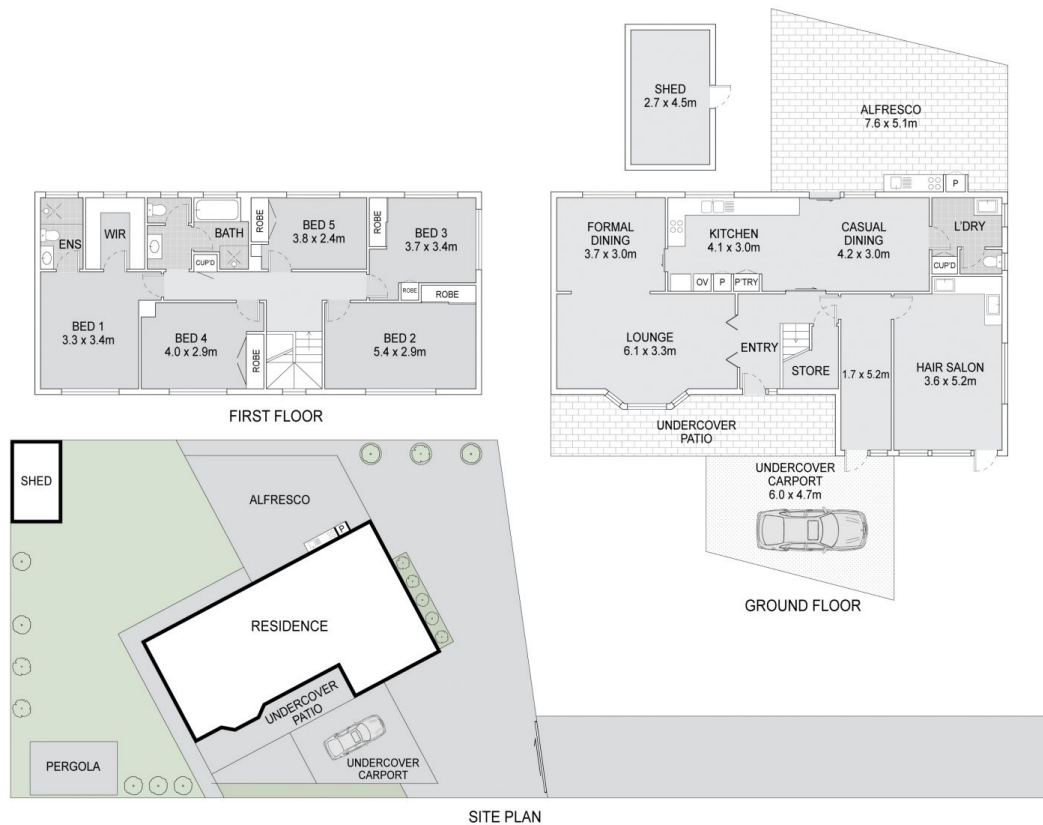 SHED
2.7 x 4.5m
ALFRESCO
7.6 x 5.1m
P
ENS
WIR
BATH
CUP'D
ROBE
BED 5
3.8 x 2.4m
ROBE
BED 3
3.7 x 3.4m
ROBE
ROBE
BED 1
3.3 x 3.4m
BED 4
4.0 x 2.9m
ROBE
BED 2
5.4 x 2.9m
FIRST FLOOR
FORMAL
DINING
3.7 x 3.0m
KITCHEN
4.1 x 3.0m
CASUAL
DINING
4.2 x 3.0m
L'DRY
CUP'D
OV
P
P'TRY
LOUNGE
6.1 x 3.3m
ENTRY
STORE
1.7 x 5.2m
HAIR SALON
3.6 x 5.2m
UNDERCOVER
PATIO
UNDERCOVER
CARPORT
6.0 x 4.7m
GROUND FLOOR
SHED
ALFRESCO
P
RESIDENCE
UNDERCOVER
PATIO
UNDERCOVER
CARPORT
PERGOLA
SITE PLAN